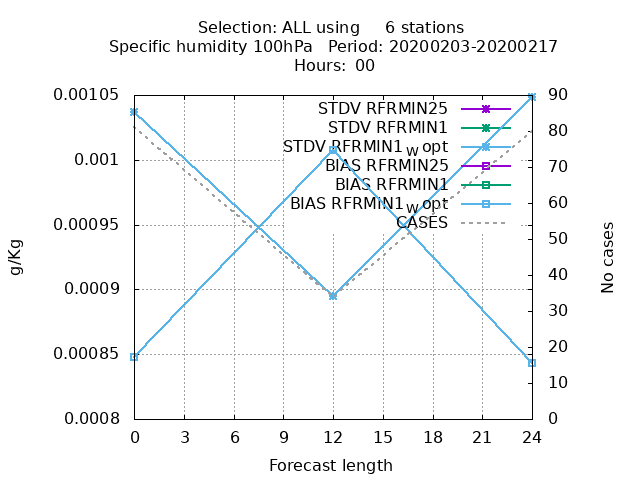 Selection: ALL using     6 stations
Specific humidity 100hPa   Period: 20200203-20200217
Hours:  00
0.00105
0.001
0.00095
0.0009
0.00085
0.0008
g/Kg
STDV RFRMIN25
STDV RFRMIN1
STDV RFRMIN1_W opt
BIAS RFRMIN25
BIAS RFRMIN1
BIAS RFRMIN1_W opt
CASES
90
80
70
60
50
40
30
20
10
0
No cases
0 3 6 9 12 15 18 21 24
Forecast length